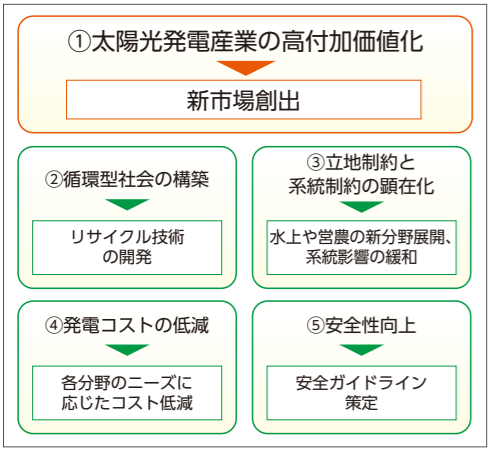 ①太陽光発電産業の高付加価値化
新市場創出
②循環型社会の構築
リサイクル技術
の開発
③立地制約と
系統制約の顕在化
水上や営農の新分野展開、
系統影響の緩和
④発電コストの低減
各分野のニーズに
応じたコスト低減
⑤安全性向上
安全ガイドライン
策定